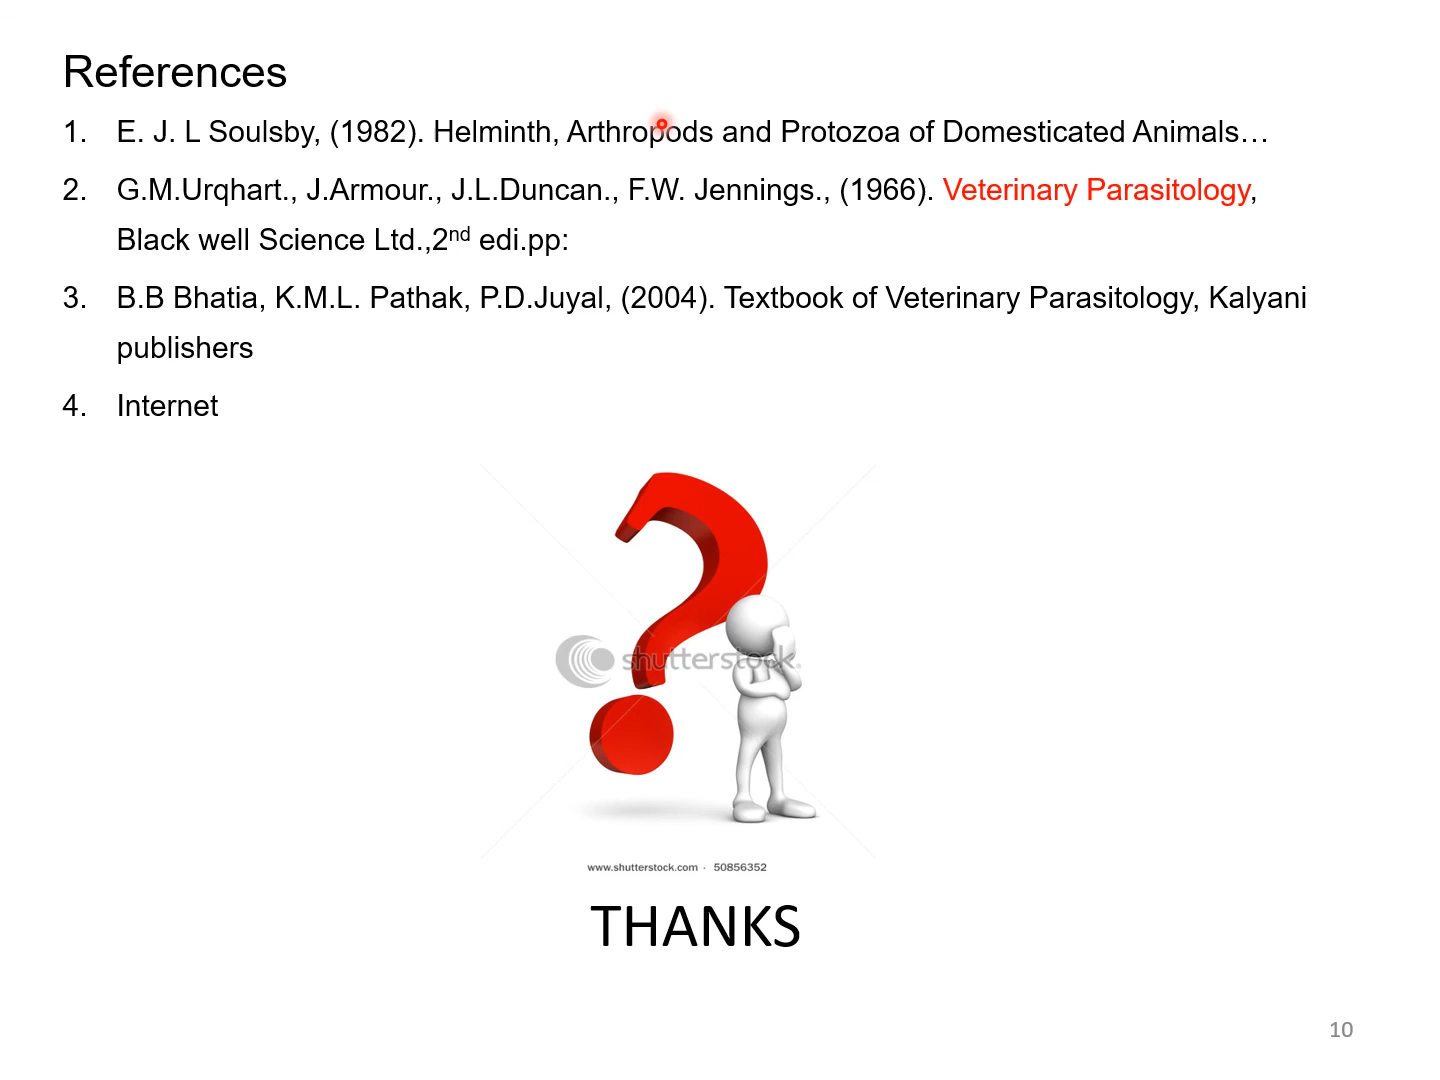 References
1. E. J. L Soulsby, (1982). Helminth, Arthropods and Protozoa of Domesticated Animals…
2. G.M.Urqhart., J.Armour., J.L.Duncan., F.W. Jennings., (1966). Veterinary Parasitology,
Black well Science Ltd.,2nd edi.pp:
3. B.B Bhatia, K.M.L. Pathak, P.D.Juyal, (2004). Textbook of Veterinary Parasitology, Kalyani
publishers
4. Internet
shutterstock
www.shutterstock.com · 50856352
THANKS
10